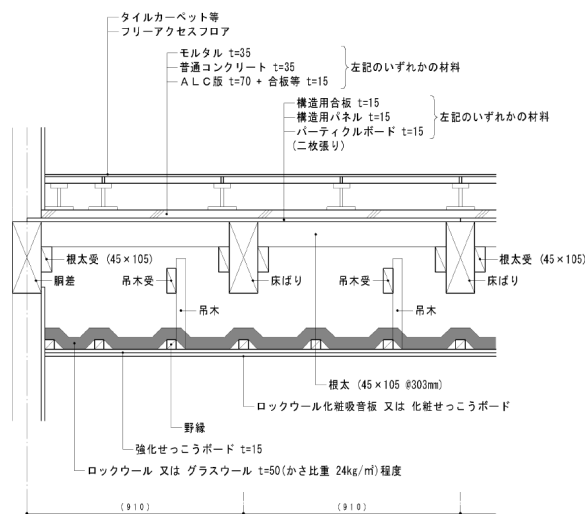 タイルカーペット等
フリーアクセスフロア
モルタル t=35
普通コンクリート t=35
ＡＬＣ版 t=70 + 合板等 t=15
左記のいずれかの材料
構造用合板 t=15
構造用パネル t=15
パーティクルボード t=15
(二枚張り)
左記のいずれかの材料
根太受 (45×105)
胴差
吊木受
床ばり
吊木受
根太受 (45×105)
床ばり
吊木
吊木
根太 (45×105 @303mm)
ロックウール化粧吸音板 又は 化粧せっこうボード
野縁
強化せっこうボード t=15
ロックウール 又は グラスウール t=50(かさ比重 24kg/㎥)程度
(910)
(910)